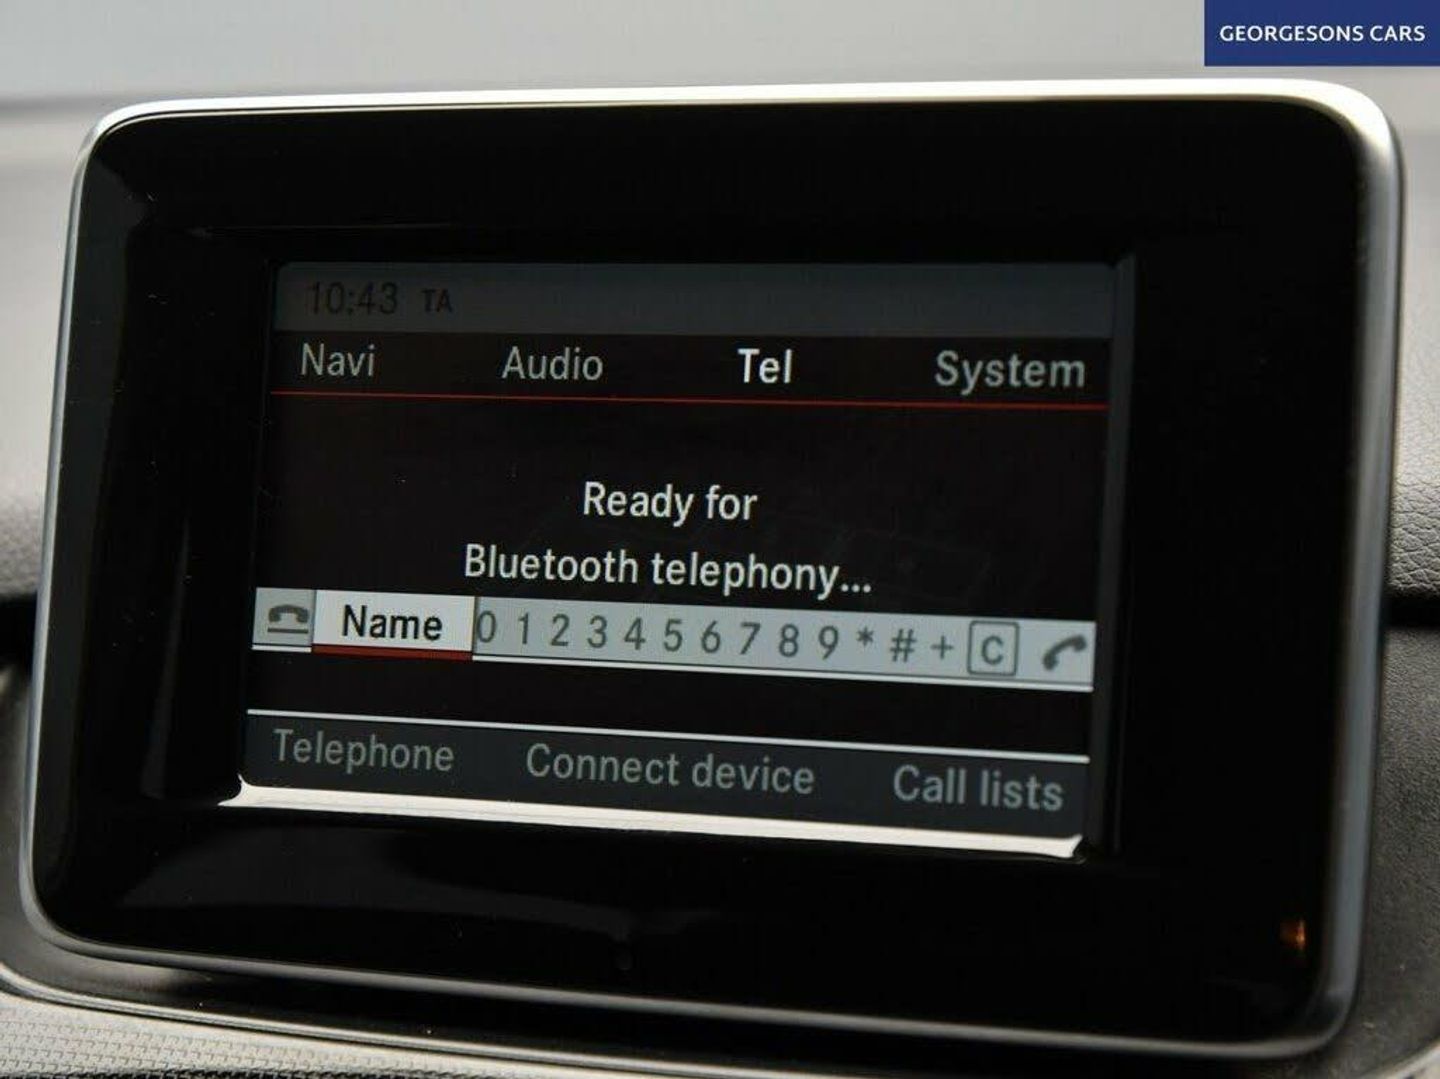 GEORGESONS CARS
10:43 TA
Navi Audio Tel System
Ready for
Bluetooth telephony...
Name 0 1 2 3 4 5 6 7 8 9 * # + C
Telephone Connect device Call lists